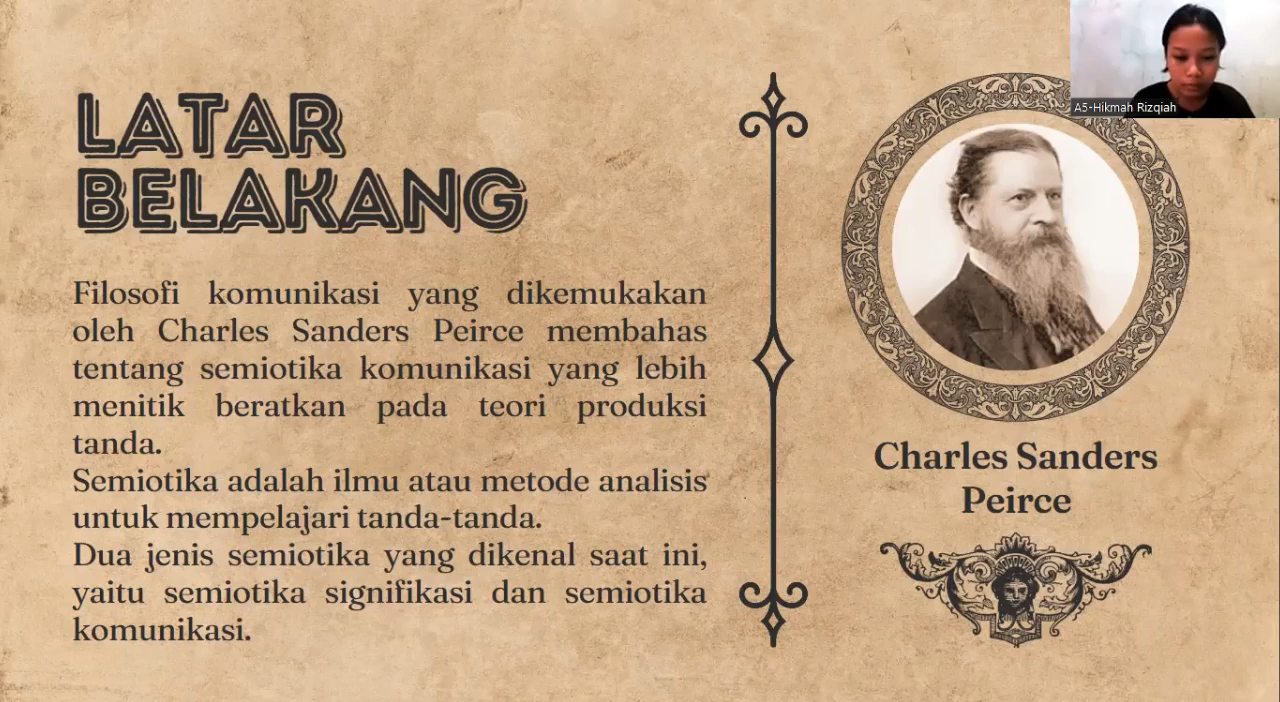 LATAR
BELAKANG
Filosofi komunikasi yang dikemukakan
oleh Charles Sanders Peirce membahas
tentang semiotika komunikasi yang lebih
menitik beratkan pada teori produksi
tanda.
Semiotika adalah ilmu atau metode analisis
untuk mempelajari tanda-tanda.
Dua jenis semiotika yang dikenal saat ini,
yaitu semiotika signifikasi dan semiotika
komunikasi.
A5-Hikmah Rizqiah
Charles Sanders
Peirce